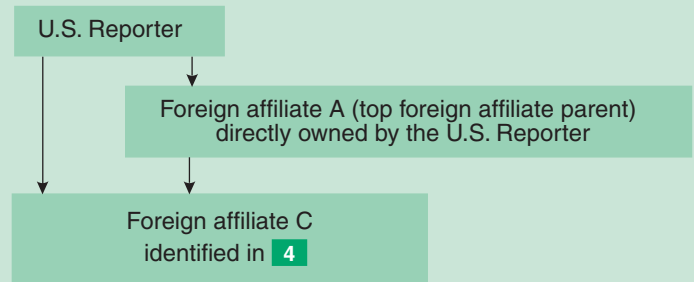 U.S. Reporter
Foreign affiliate A (top foreign affiliate parent)
directly owned by the U.S. Reporter
Foreign affiliate C
identified in 4